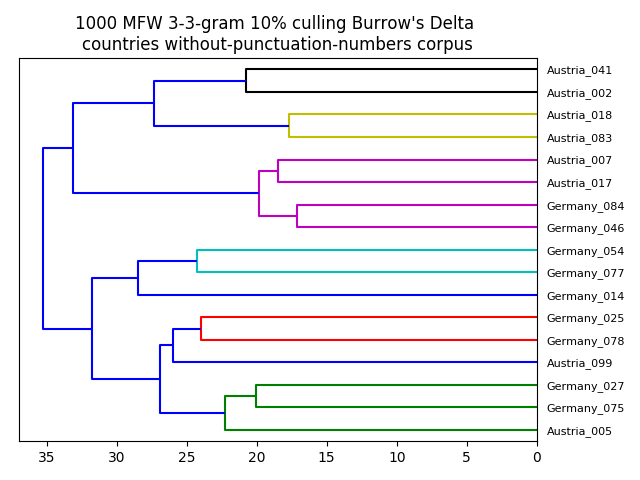 1000 MFW 3-3-gram 10% culling Burrow's Delta
countries without-punctuation-numbers corpus
Austria_041
Austria_002
Austria_018
Austria_083
Austria_007
Austria_017
Germany_084
Germany_046
Germany_054
Germany_077
Germany_014
Germany_025
Germany_078
Austria_099
Germany_027
Germany_075
Austria_005
35 30 25 20 15 10 5 0